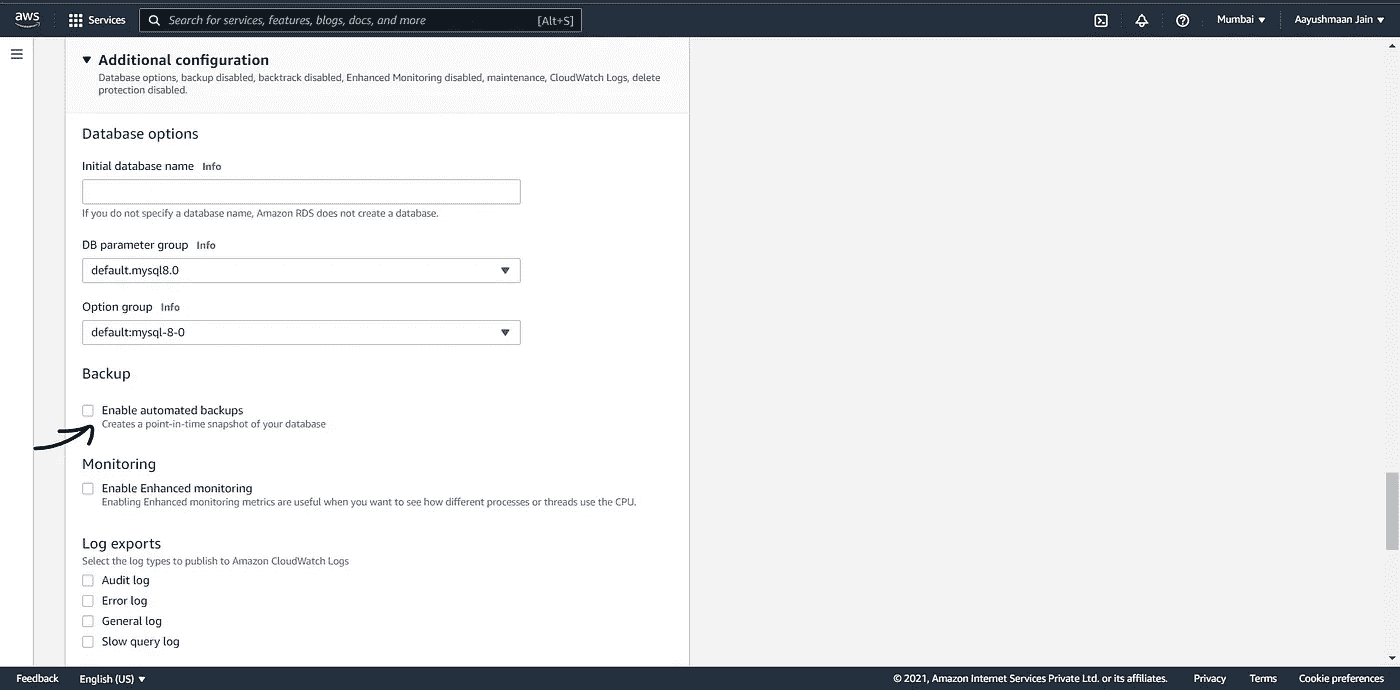 aws
Services
Search for services, features, blogs, docs, and more
[Alt+S]
Mumbai
Aayushmaan Jain
Additional configuration
Database options, backup disabled, backtrack disabled, Enhanced Monitoring disabled, maintenance, CloudWatch Logs, delete
protection disabled.
Database options
Initial database name Info
If you do not specify a database name, Amazon RDS does not create a database.
DB parameter group Info
default.mysql8.0
Option group Info
default:mysql-8-0
Backup
Enable automated backups
Creates a point-in-time snapshot of your database
Monitoring
Enable Enhanced monitoring
Enabling Enhanced monitoring metrics are useful when you want to see how different processes or threads use the CPU.
Log exports
Select the log types to publish to Amazon CloudWatch Logs
Audit log
Error log
General log
Slow query log
Feedback
English (US)
© 2021, Amazon Internet Services Private Ltd. or its affiliates.
Privacy
Terms
Cookie preferences